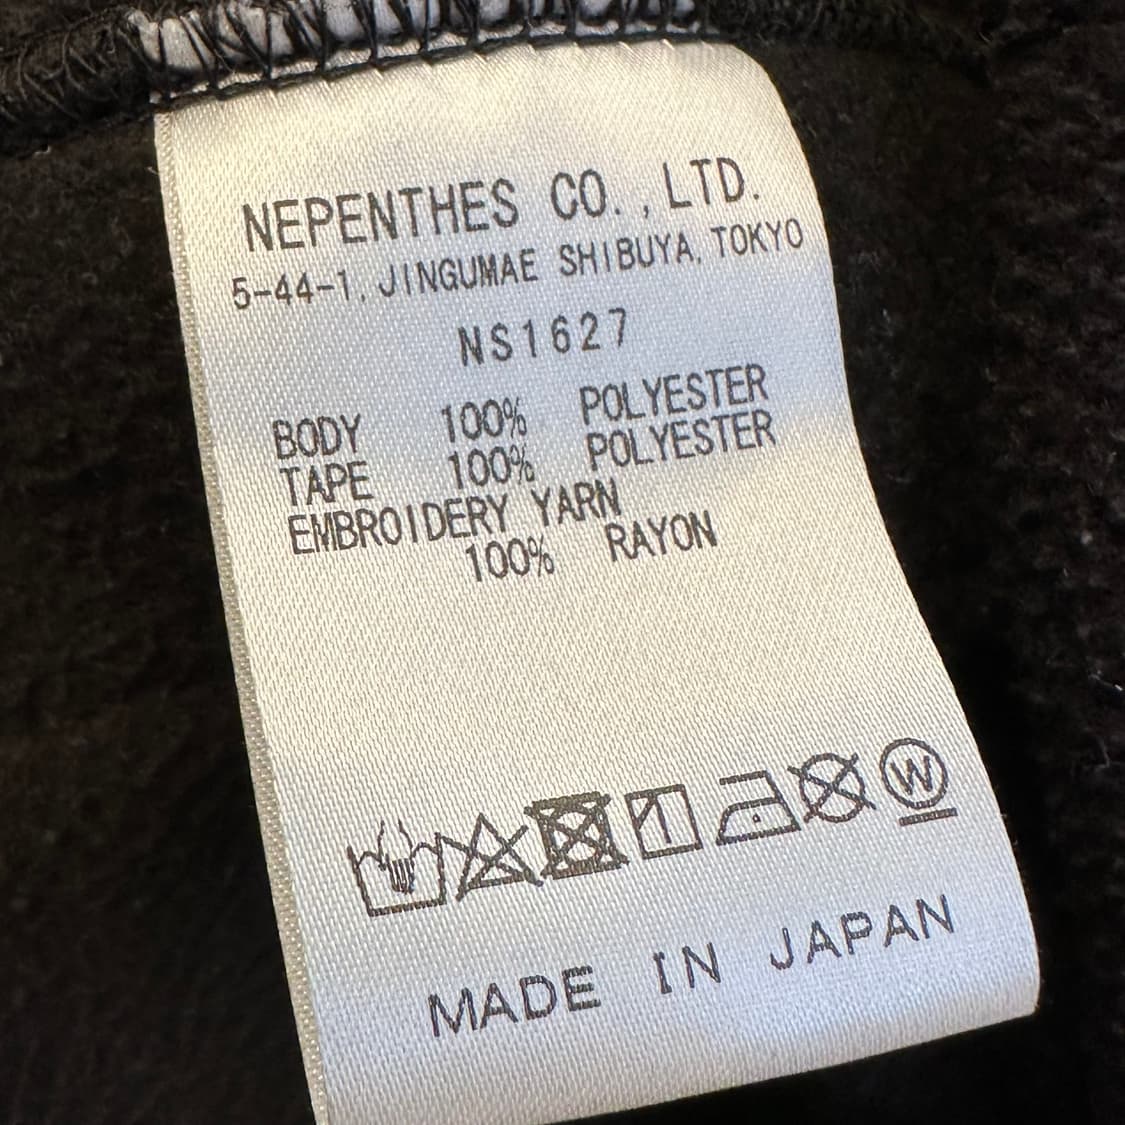 NEPENTHES CO.,LTD.
5-44-1, JINGUMAE SHIBUYA, TOKYO
NS1627
BODY 100% POLYESTER
TAPE 100% POLYESTER
EMBROIDERY YARN
100% RAYON
W
MADE IN JAPAN